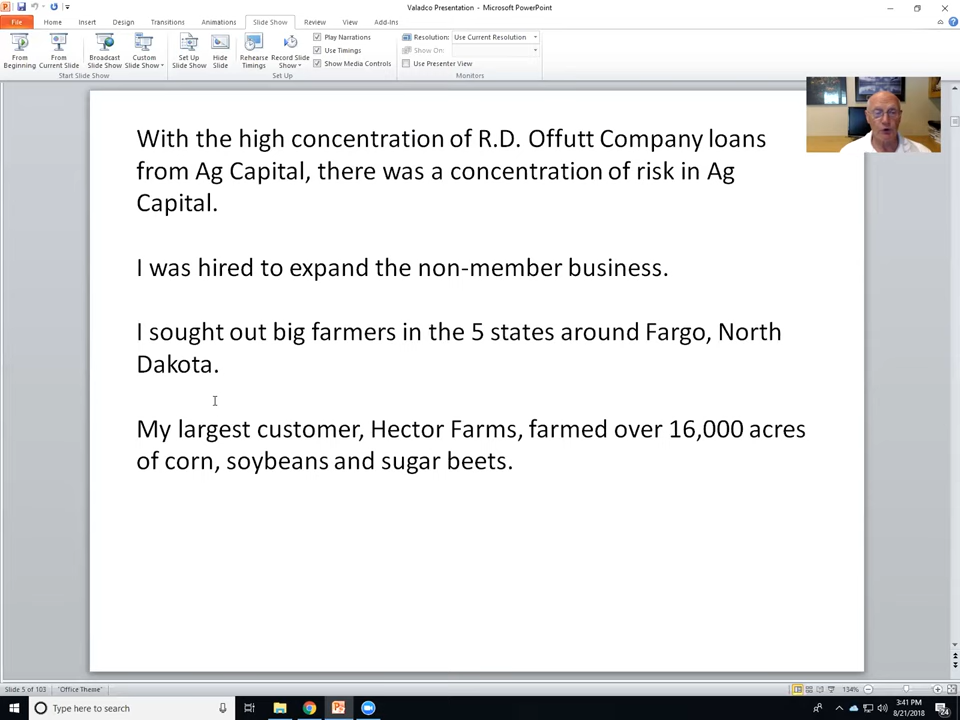 Valadco Presentation - Microsoft PowerPoint
File Home Insert Design Transitions Animations Slide Show Review View Add-Ins
From Beginning
From Current Slide
Broadcast Slide Show
Custom Slide Show
Start Slide Show
Set Up Slide Show
Hide Slide
Rehearse Timings
Record Slide Show
Play Narrations
Use Timings
Show Media Controls
Set Up
Resolution: Use Current Resolution
Show On:
Use Presenter View
Monitors
With the high concentration of R.D. Offutt Company loans
from Ag Capital, there was a concentration of risk in Ag
Capital.
I was hired to expand the non-member business.
I sought out big farmers in the 5 states around Fargo, North
Dakota.
My largest customer, Hector Farms, farmed over 16,000 acres
of corn, soybeans and sugar beets.
Slide 5 of 103 "Office Theme" 134%
Type here to search
3:41 PM
8/21/2018
24